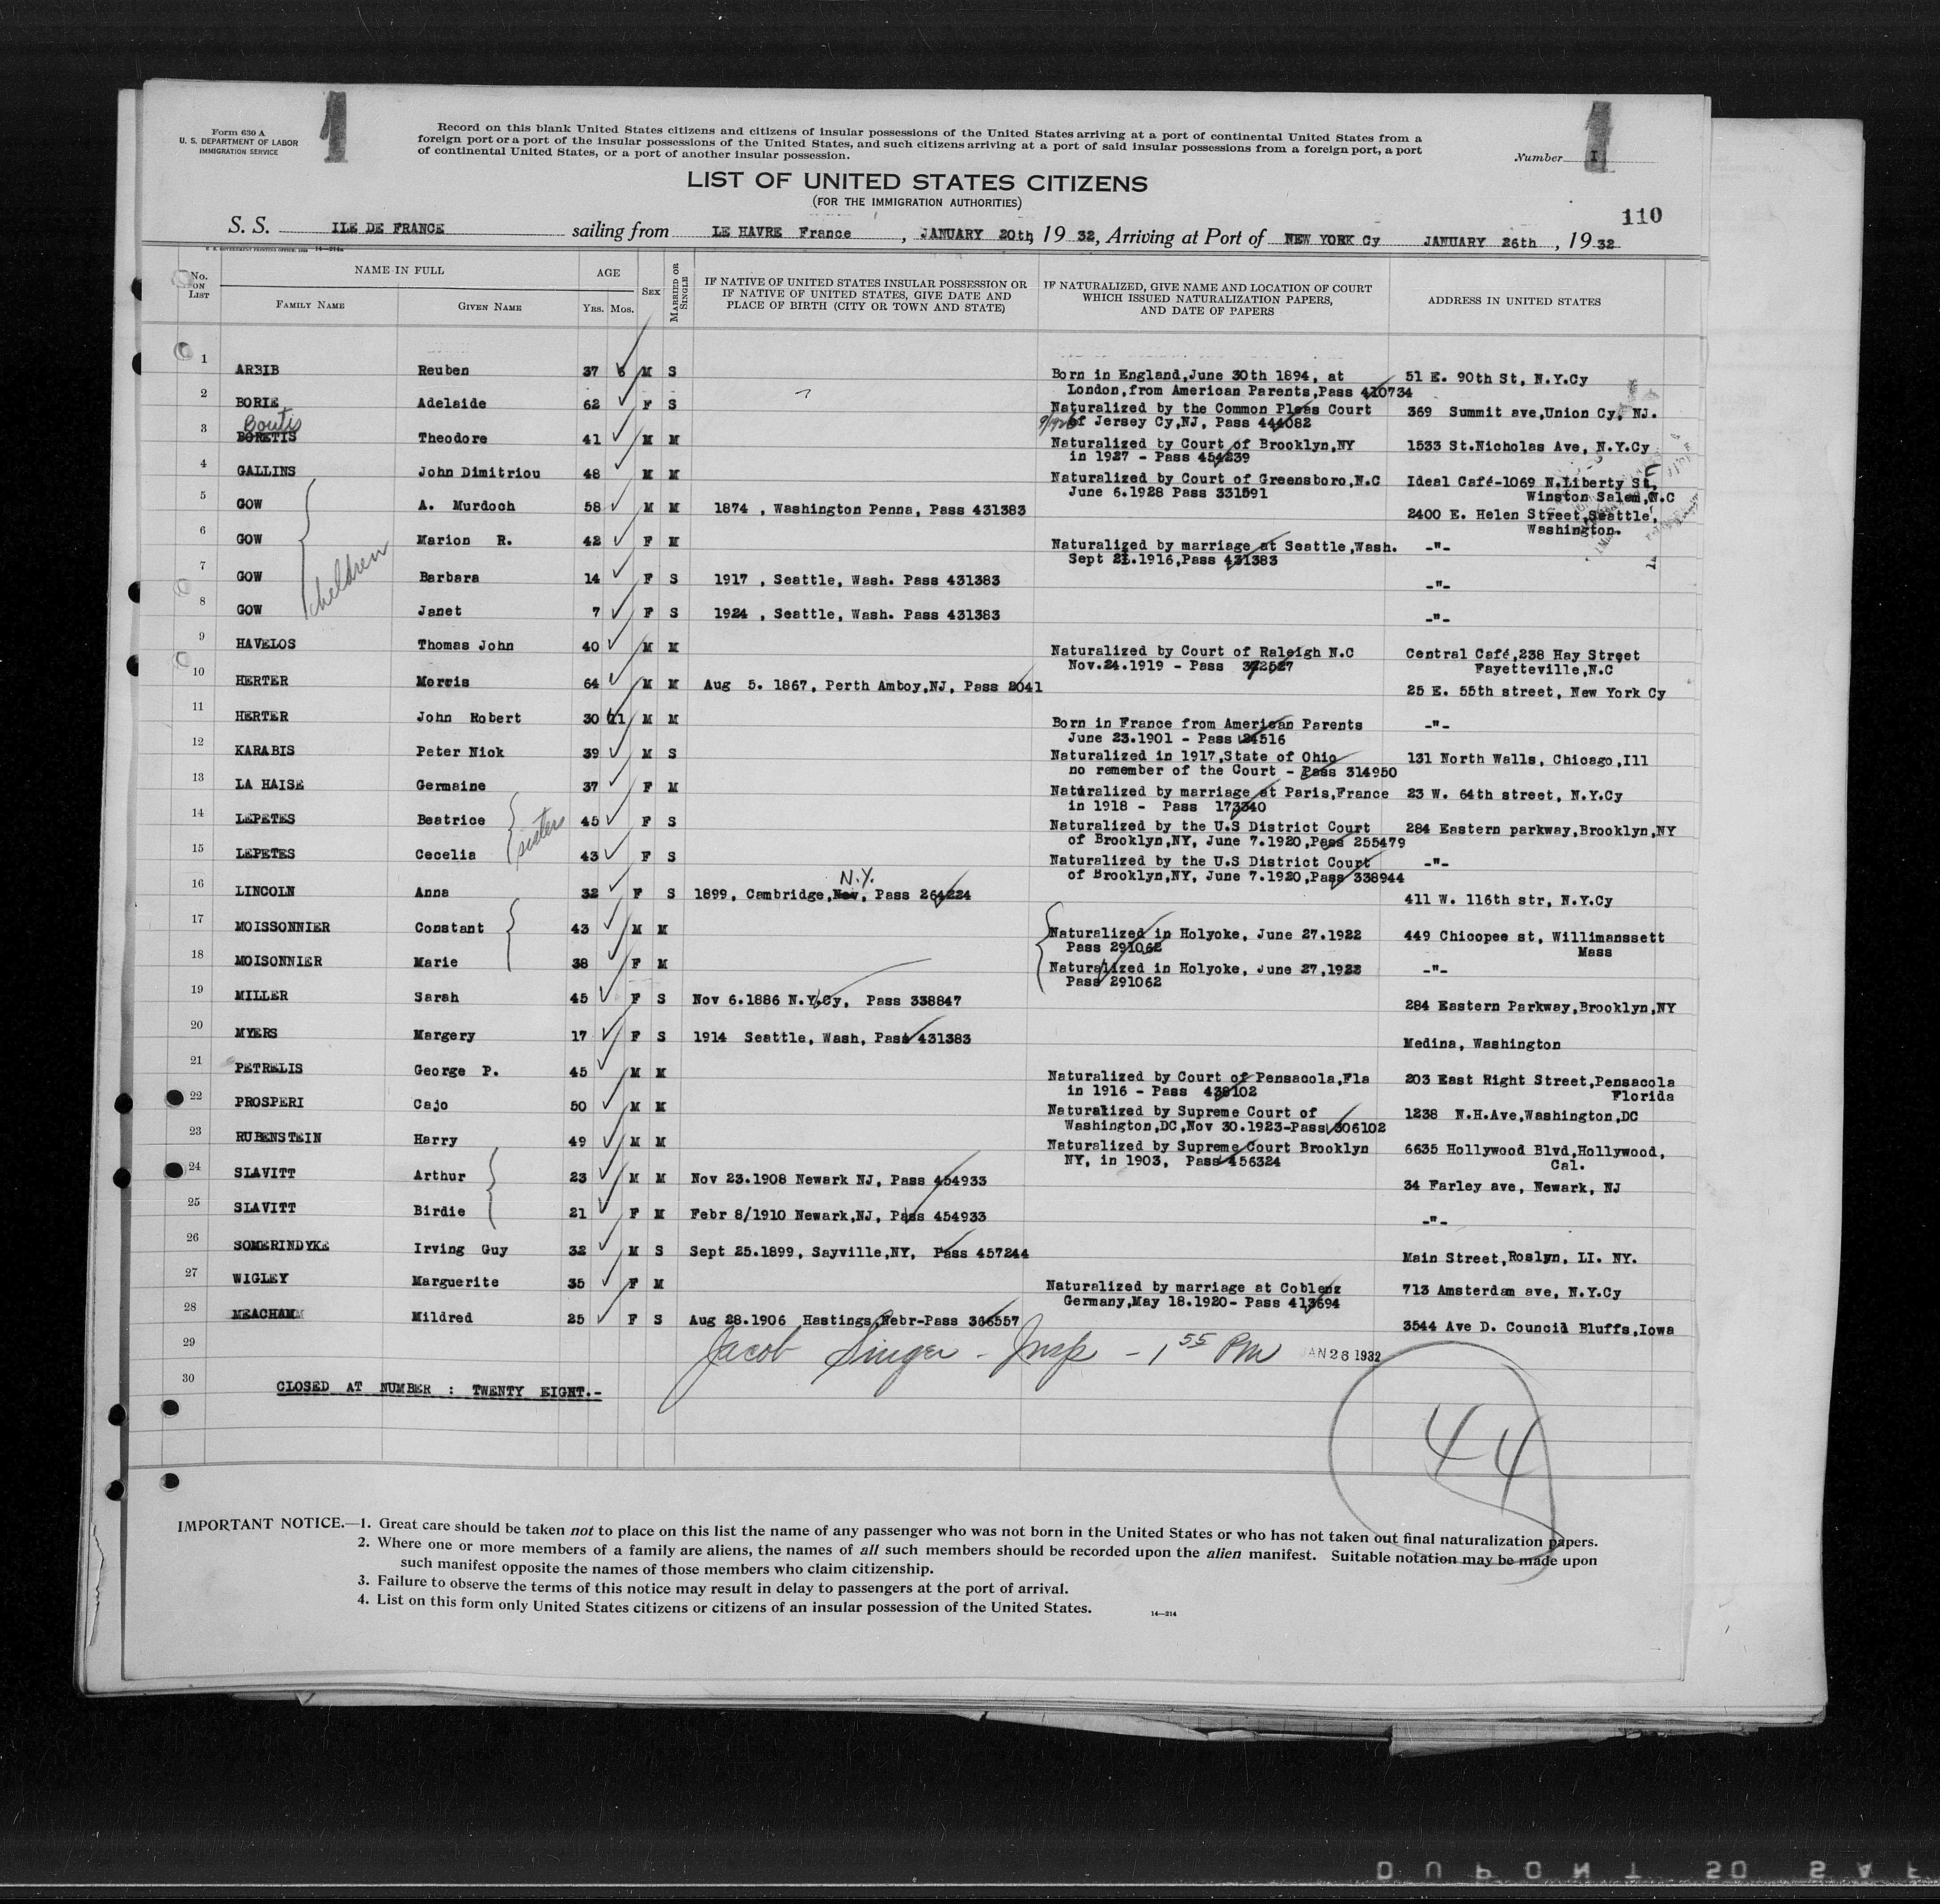 1
1
Form 630 A
U. S. DEPARTMENT OF LABOR
IMMIGRATION SERVICE
Record on this blank United States citizens and citizens of insular possessions of the United States arriving at a port of continental United States from a
foreign port or a port of the insular possessions of the United States, and such citizens arriving at a port of said insular possessions from a foreign port, a port
of continental United States, or a port of another insular possession.
Number 1
LIST OF UNITED STATES CITIZENS
(FOR THE IMMIGRATION AUTHORITIES)
110
S. S. ILE DE FRANCE sailing from LE HAVRE France, JANUARY 20th, 1932, Arriving at Port of NEW YORK Cy JANUARY 26th, 1932
U. S. GOVERNMENT PRINTING OFFICE 14—214a
No. ON LIST NAME IN FULL AGE SEX MARRIED OR SINGLE IF NATIVE OF UNITED STATES INSULAR POSSESSION OR IF NATIVE OF UNITED STATES, GIVE DATE AND PLACE OF BIRTH (CITY OR TOWN AND STATE) IF NATURALIZED, GIVE NAME AND LOCATION OF COURT WHICH ISSUED NATURALIZATION PAPERS, AND DATE OF PAPERS ADDRESS IN UNITED STATES
FAMILY NAME GIVEN NAME YRS. MOS.
1 ARBIB Reuben 37 6 M S Born in England,June 30th 1894, at 51 E. 90th St, N.Y.Cy
London,from American Parents,Pass 410734
2 BORIE Adelaide 62 F S Naturalized by the Common Pleas Court 369 Summit ave,Union Cy, NJ.
of Jersey Cy,NJ, Pass 444082
Boutis
3 BORETIS Theodore 41 M M Naturalized by Court of Brooklyn,NY 1533 St.Nicholas Ave, N.Y.Cy
in 1927 - Pass 454239
4 GALLINS John Dimitriou 48 M M Naturalized by Court of Greensboro,N.C Ideal Café-1069 N.Liberty St,
June 6.1928 Pass 331591 Winston Salem,N.C
5 GOW A. Murdoch 58 M M 1874 , Washington Penna, Pass 431383 2400 E. Helen Street,Seattle,
Washington.
6 GOW Marion R. 42 F M Naturalized by marriage at Seattle,Wash. -"-
Sept 21.1916,Pass 431383
children
7 GOW Barbara 14 F S 1917 , Seattle, Wash. Pass 431383 -"-
8 GOW Janet 7 F S 1924 , Seattle, Wash. Pass 431383 -"-
9 HAVELOS Thomas John 40 M M Naturalized by Court of Raleigh N.C Central Café,238 Hay Street
Nov.24.1919 - Pass 372527 Fayetteville,N.C
10 HERTER Morris 64 M M Aug 5. 1867, Perth Amboy,NJ, Pass 2041 25 E. 55th street, New York Cy
11 HERTER John Robert 30 M M Born in France from American Parents -"-
June 23.1901 - Pass 24516
12 KARABIS Peter Nick 39 M S Naturalized in 1917,State of Ohio 131 North Walls, Chicago,Ill
no remember of the Court - Pass 314950
13 LA HAISE Germaine 37 F M Naturalized by marriage at Paris,France 23 W. 64th street, N.Y.Cy
in 1918 - Pass 173340
14 LEPETES Beatrice 45 F S Naturalized by the U.S District Court 284 Eastern parkway,Brooklyn,NY
of Brooklyn,NY, June 7.1920,Pass 255479
sisters
15 LEPETES Cecelia 43 F S Naturalized by the U.S District Court -"-
of Brooklyn,NY, June 7.1920,Pass 338944
N.Y.
16 LINCOLN Anna 32 F S 1899, Cambridge, Pass 264224 411 W. 116th str, N.Y.Cy
17 MOISSONNIER Constant 43 M M Naturalized in Holyoke, June 27.1922 449 Chicopee st, Willimanssett
Pass 291062 Mass
18 MOISONNIER Marie 38 F M Naturalized in Holyoke, June 27,1922 -"-
Pass 291062
19 MILLER Sarah 45 F S Nov 6.1886 N.Y.Cy, Pass 338847 284 Eastern Parkway,Brooklyn,NY
20 MYERS Margery 17 F S 1914 Seattle, Wash, Pass 431383 Medina, Washington
21 PETRELIS George P. 45 M M Naturalized by Court of Pensacola,Fla 203 East Right Street,Pensacola
in 1916 - Pass 438102 Florida
22 PROSPERI Cajo 50 M M Naturalized by Supreme Court of 1238 N.H.Ave,Washington,DC
Washington,DC,Nov 30.1923-Pass 306102
23 RUBENSTEIN Harry 49 M M Naturalized by Supreme Court Brooklyn 6635 Hollywood Blvd,Hollywood,
NY, in 1903, Pass 456324 Cal.
24 SLAVITT Arthur 23 M M Nov 23.1908 Newark NJ, Pass 454933 34 Farley ave, Newark, NJ
25 SLAVITT Birdie 21 F M Febr 8/1910 Newark,NJ, Pass 454933 -"-
26 SOMERINDYKE Irving Guy 32 M S Sept 25.1899, Sayville,NY, Pass 457244 Main Street,Roslyn, LI. NY.
27 WIGLEY Marguerite 35 F M Naturalized by marriage at Coblenz 713 Amsterdam ave, N.Y.Cy
Germany,May 18.1920- Pass 413694
28 MEACHAM Mildred 25 F S Aug 28.1906 Hastings,Nebr-Pass 366557 3544 Ave D. Council Bluffs,Iowa
29 Jacob Singer - Insp - 1 55 PM JAN 26 1932
30 CLOSED AT NUMBER : TWENTY EIGHT.-
44
IMPORTANT NOTICE.—1. Great care should be taken not to place on this list the name of any passenger who was not born in the United States or who has not taken out final naturalization papers.
2. Where one or more members of a family are aliens, the names of all such members should be recorded upon the alien manifest. Suitable notation may be made upon
such manifest opposite the names of those members who claim citizenship.
3. Failure to observe the terms of this notice may result in delay to passengers at the port of arrival.
4. List on this form only United States citizens or citizens of an insular possession of the United States.
14—214